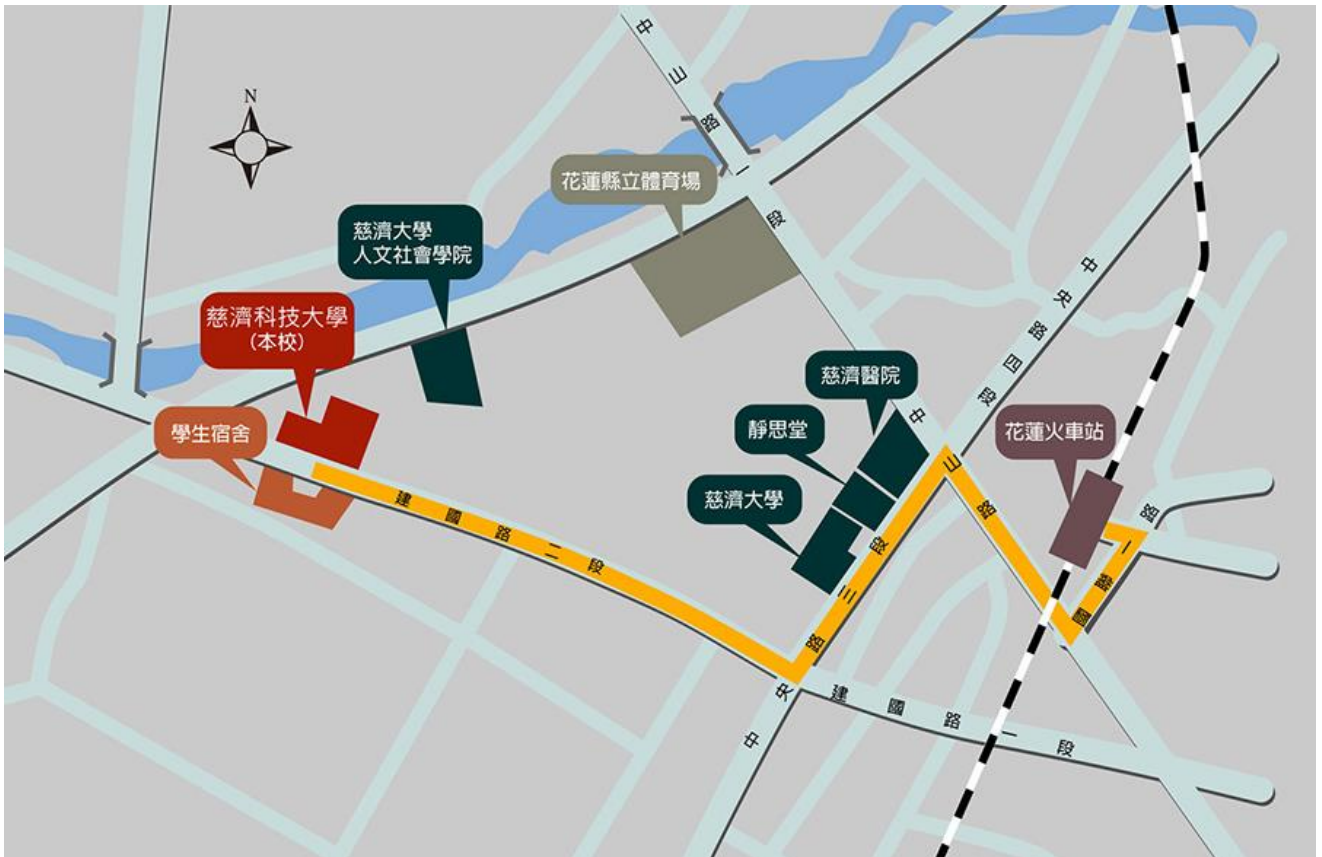 N
中山路一段
花蓮縣立體育場
慈濟大學
人文社會學院
慈濟科技大學
(本校)
學生宿舍
中央路四段
慈濟醫院
靜思堂
慈濟大學
花蓮火車站
中山路一
國聯一路
建國路二段
中央路三段
建國路一段